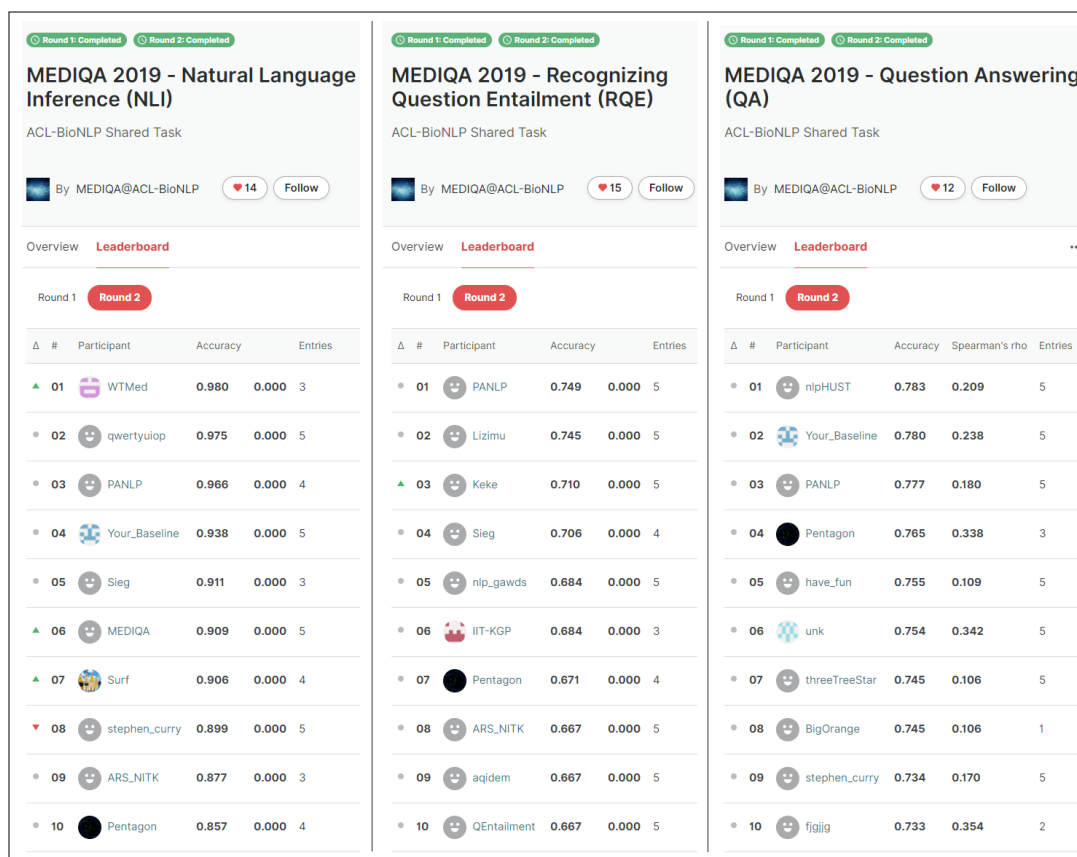 Round 1: Completed Round 2: Completed
MEDIQA 2019 - Natural Language
Inference (NLI)
ACL-BioNLP Shared Task
By MEDIQA@ACL-BioNLP 14 Follow
Overview Leaderboard
Round 1 Round 2
Δ # Participant Accuracy Entries
01 WTMed 0.980 0.000 3
02 qwertyuiop 0.975 0.000 5
03 PANLP 0.966 0.000 4
04 Your_Baseline 0.938 0.000 5
05 Sieg 0.911 0.000 3
06 MEDIQA 0.909 0.000 5
07 Surf 0.906 0.000 4
08 stephen_curry 0.899 0.000 5
09 ARS_NITK 0.877 0.000 3
10 Pentagon 0.857 0.000 4
Round 1: Completed Round 2: Completed
MEDIQA 2019 - Recognizing
Question Entailment (RQE)
ACL-BioNLP Shared Task
By MEDIQA@ACL-BioNLP 15 Follow
Overview Leaderboard
Round 1 Round 2
Δ # Participant Accuracy Entries
01 PANLP 0.749 0.000 5
02 Lizimu 0.745 0.000 5
03 Keke 0.710 0.000 5
04 Sieg 0.706 0.000 4
05 nlp_gawds 0.684 0.000 5
06 IIT-KGP 0.684 0.000 3
07 Pentagon 0.671 0.000 4
08 ARS_NITK 0.667 0.000 5
09 aqidem 0.667 0.000 5
10 QEntailment 0.667 0.000 5
Round 1: Completed Round 2: Completed
MEDIQA 2019 - Question Answering
(QA)
ACL-BioNLP Shared Task
By MEDIQA@ACL-BioNLP 12 Follow
Overview Leaderboard
Round 1 Round 2
Δ # Participant Accuracy Spearman's rho Entries
01 nlpHUST 0.783 0.209 5
02 Your_Baseline 0.780 0.238 5
03 PANLP 0.777 0.180 5
04 Pentagon 0.765 0.338 3
05 have_fun 0.755 0.109 5
06 unk 0.754 0.342 5
07 threeTreeStar 0.745 0.106 5
08 BigOrange 0.745 0.106 1
09 stephen_curry 0.734 0.170 5
10 fjgjjg 0.733 0.354 2